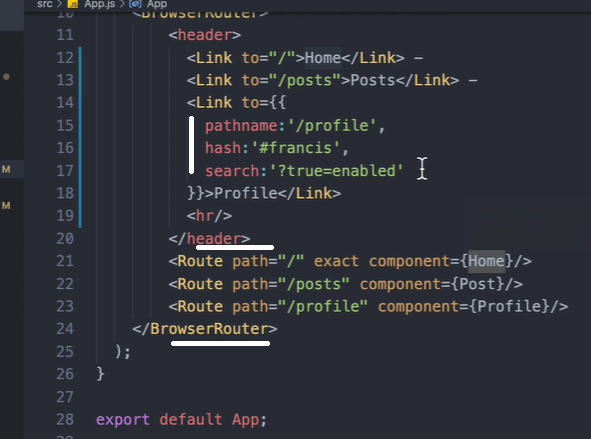 src > JS App.js > App
10 <BrowserRouter>
11 <header>
12 <Link to="/">Home</Link> –
13 <Link to="/posts">Posts</Link> –
14 <Link to={{
15 pathname:'/profile',
16 hash:'#francis',
17 search:'?true=enabled'
M
18 }}>Profile</Link>
M
19 <hr/>
20 </header>
21 <Route path="/" exact component={Home}/>
22 <Route path="/posts" component={Post}/>
23 <Route path="/profile" component={Profile}/>
24 </BrowserRouter>
25 );
26 }
27
28 export default App;